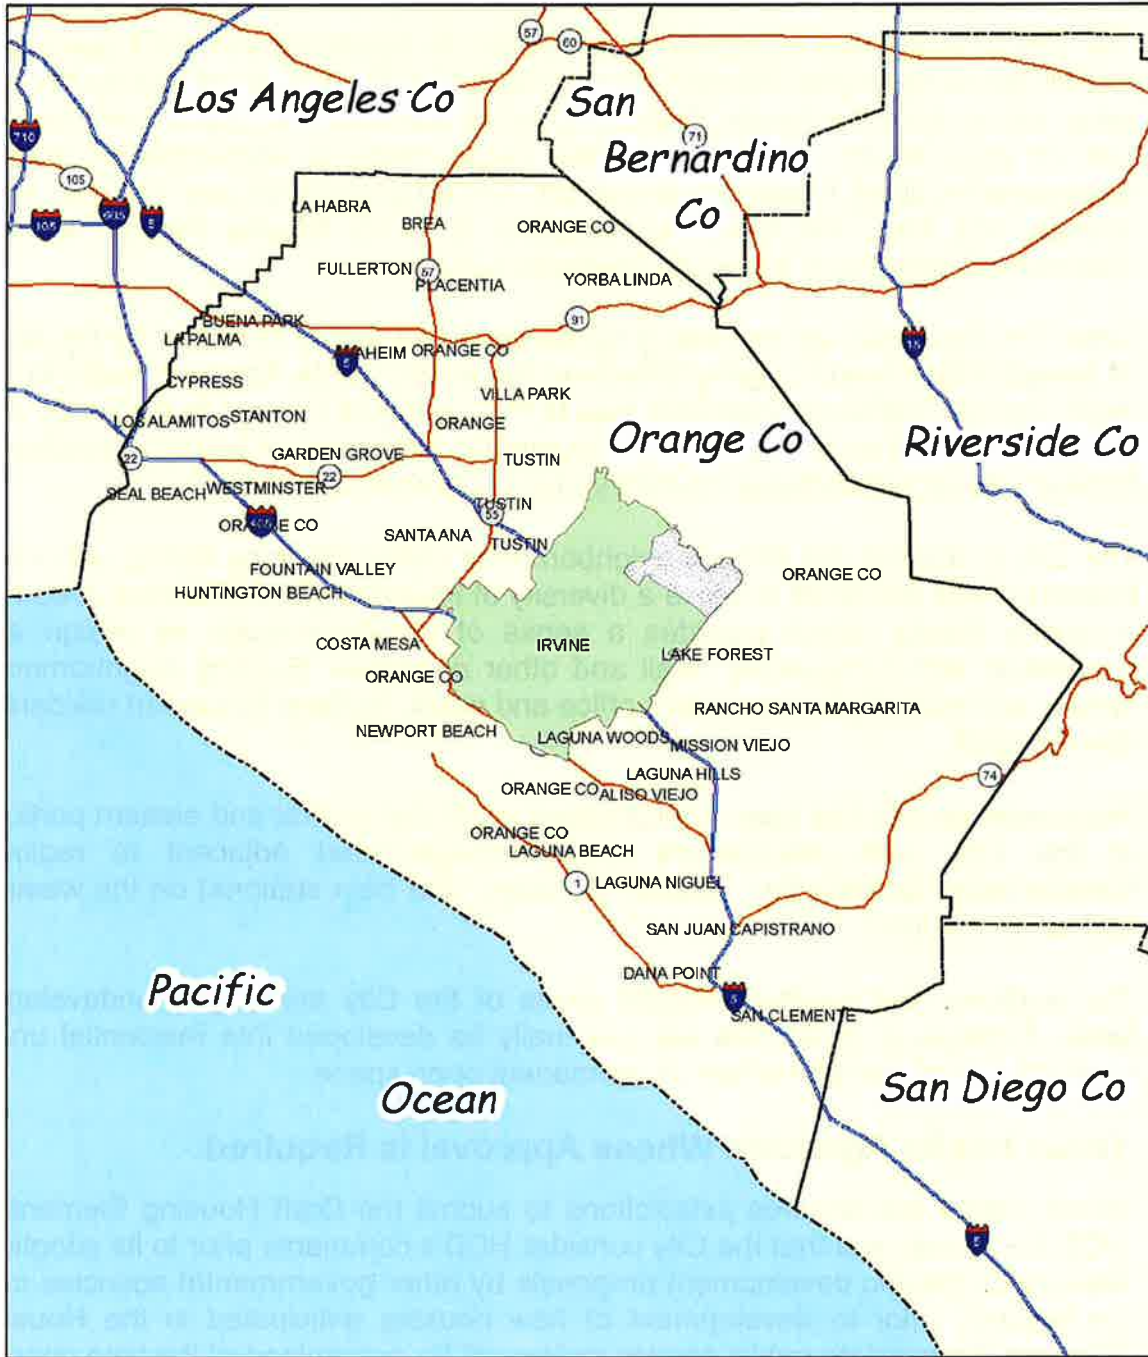 57
60
Los Angeles Co
San
Bernardino
Co
710
71
105
605
105
5
LA HABRA
BREA
ORANGE CO
FULLERTON
57
PLACENTIA
YORBA LINDA
91
BUENA PARK
LA PALMA
5
AHEIM
ORANGE CO
15
CYPRESS
VILLA PARK
LOS ALAMITOS
STANTON
ORANGE
Orange Co
Riverside Co
GARDEN GROVE
TUSTIN
22
22
SEAL BEACH
WESTMINSTER
TUSTIN
55
ORANGE CO
SANTA ANA
TUSTIN
FOUNTAIN VALLEY
ORANGE CO
HUNTINGTON BEACH
COSTA MESA
IRVINE
LAKE FOREST
ORANGE CO
RANCHO SANTA MARGARITA
NEWPORT BEACH
LAGUNA WOODS
MISSION VIEJO
LAGUNA HILLS
74
ORANGE CO
ALISO VIEJO
ORANGE CO
LAGUNA BEACH
1
LAGUNA NIGUEL
SAN JUAN CAPISTRANO
DANA POINT
Pacific
5
SAN CLEMENTE
Ocean
San Diego Co
5